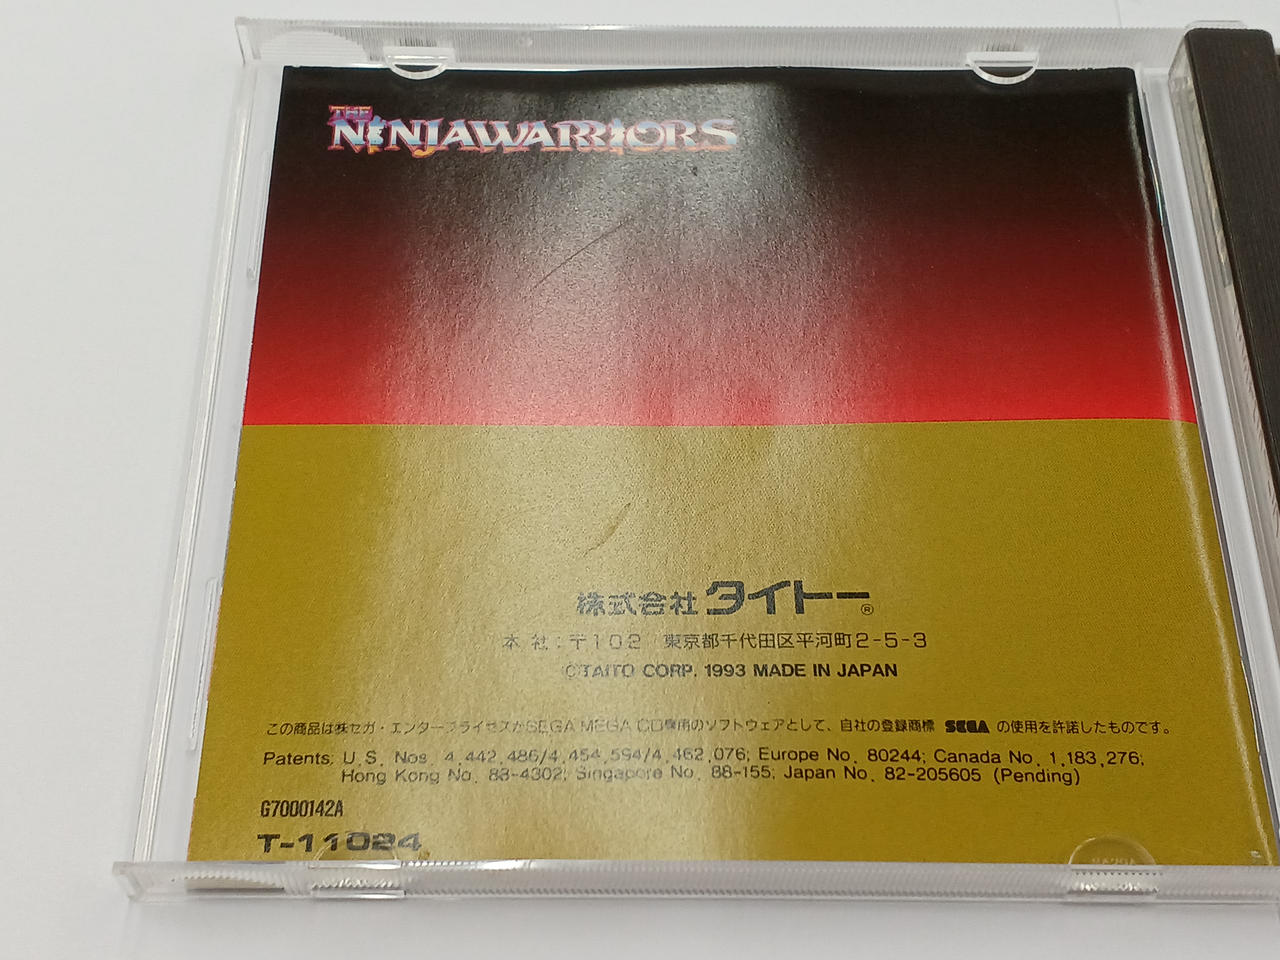 THE
NINJAWARRIORS
株式会社 タイトー®
本 社：〒102 東京都千代田区平河町2-5-3
©TAITO CORP. 1993 MADE IN JAPAN
この商品は㈱セガ・エンタープライゼスがSEGA MEGA CD専用のソフトウェアとして、自社の登録商標 SEGA の使用を許諾したものです。
Patents: U.S. Nos. 4,442,486/4,454,594/4,462,076; Europe No. 80244; Canada No. 1,183,276;
Hong Kong No. 88-4302; Singapore No. 88-155; Japan No. 82-205605 (Pending)
G7000142A
T-11024